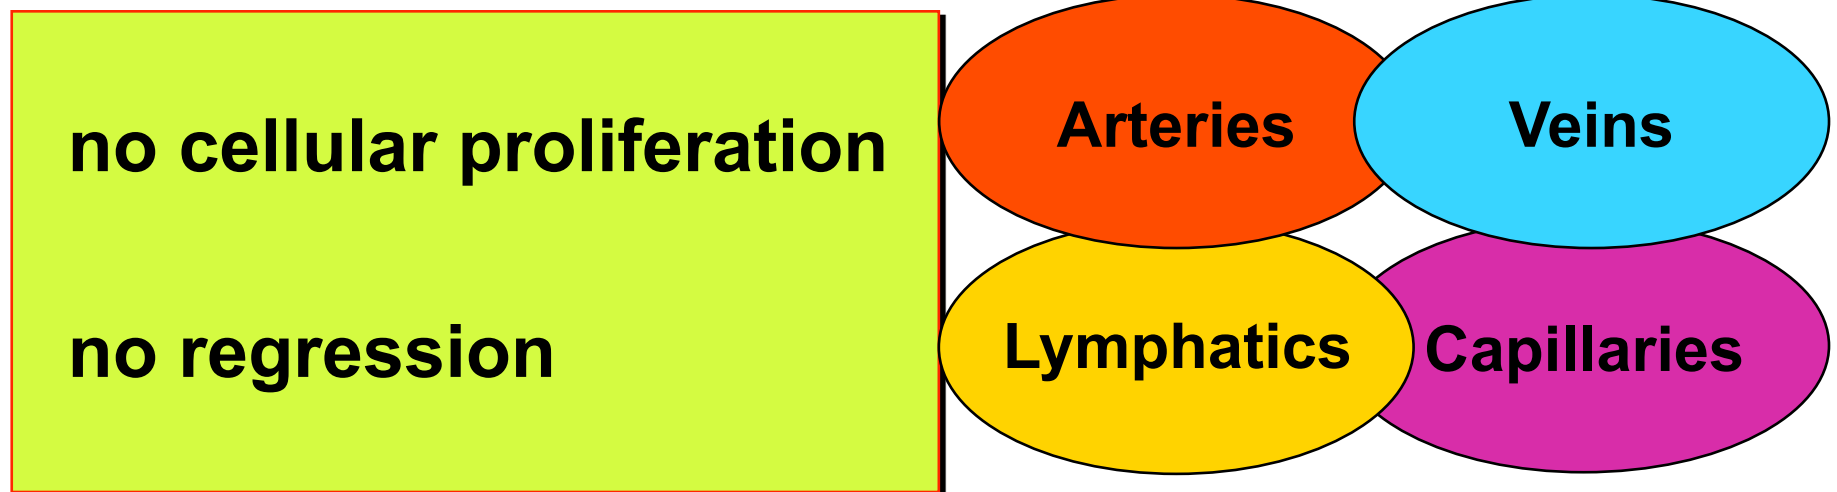 no cellular proliferation
no regression
Arteries
Veins
Lymphatics
Capillaries